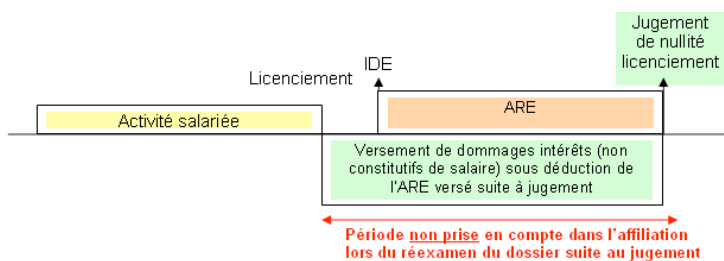 Jugement
de nullité
licenciement
IDE
Licenciement
ARE
Activité salariée
Versement de dommages intérêts (non
constitutifs de salaire) sous déduction de
l'ARE versé suite à jugement
Période non prise en compte dans l'affiliation
lors du réexamen du dossier suite au jugement